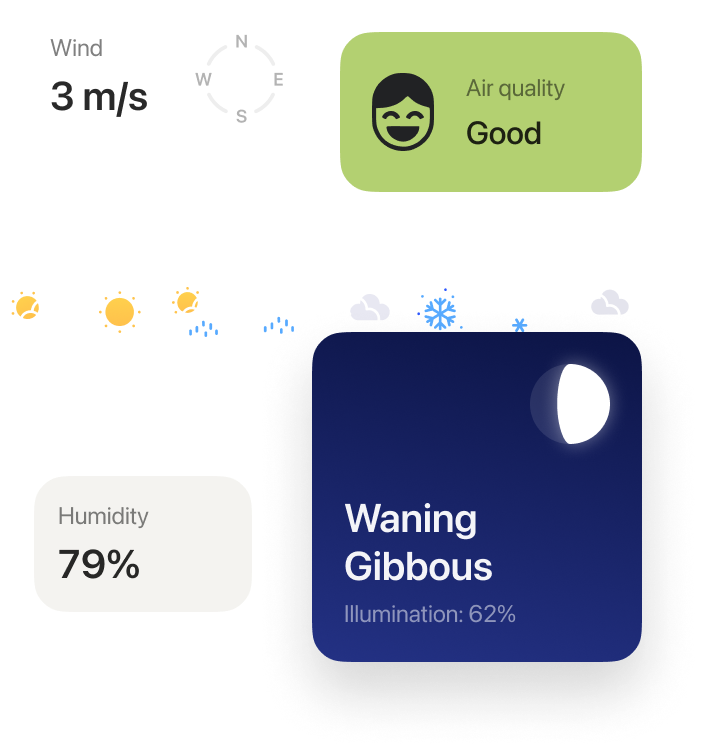 Wind
3 m/s
N
W
E
S
Air quality
Good
Humidity
79%
Waning
Gibbous
Illumination: 62%